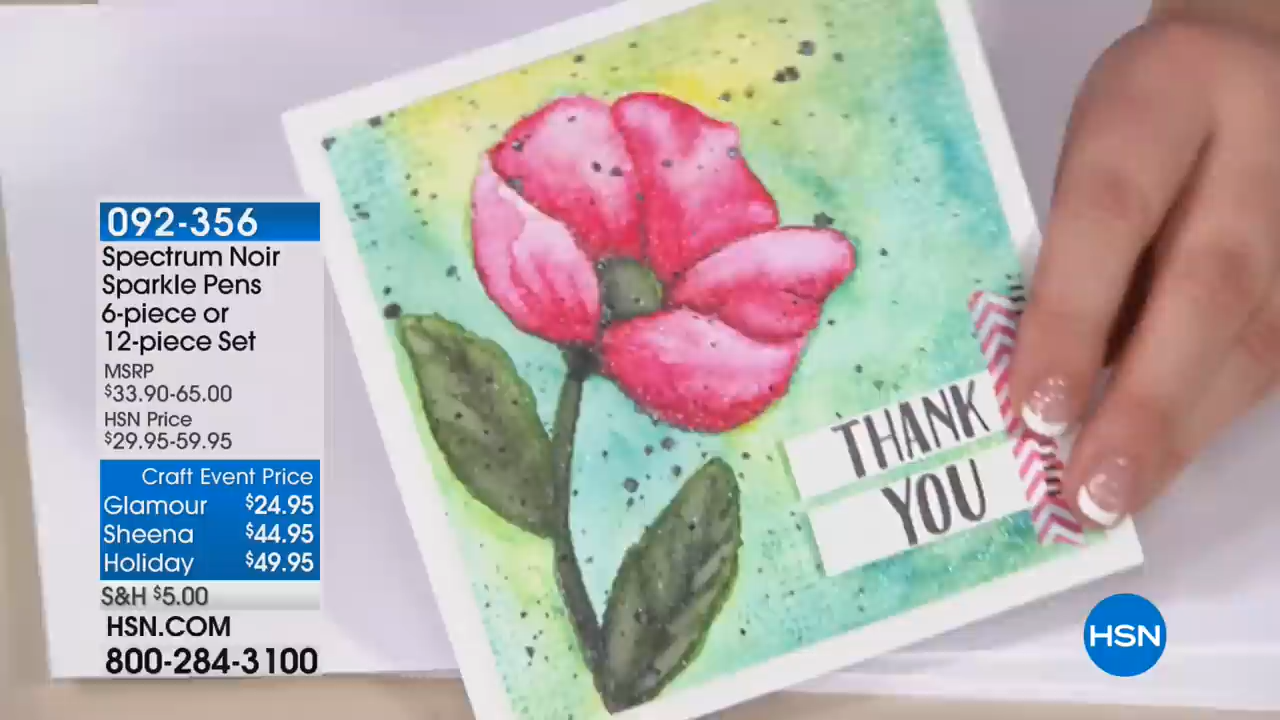 092-356
Spectrum Noir
Sparkle Pens
6-piece or
12-piece Set
MSRP
$33.90-65.00
HSN Price
$29.95-59.95
Craft Event Price
Glamour $24.95
Sheena $44.95
Holiday $49.95
S&H $5.00
HSN.COM
800-284-3100
THANK
YOU
HSN